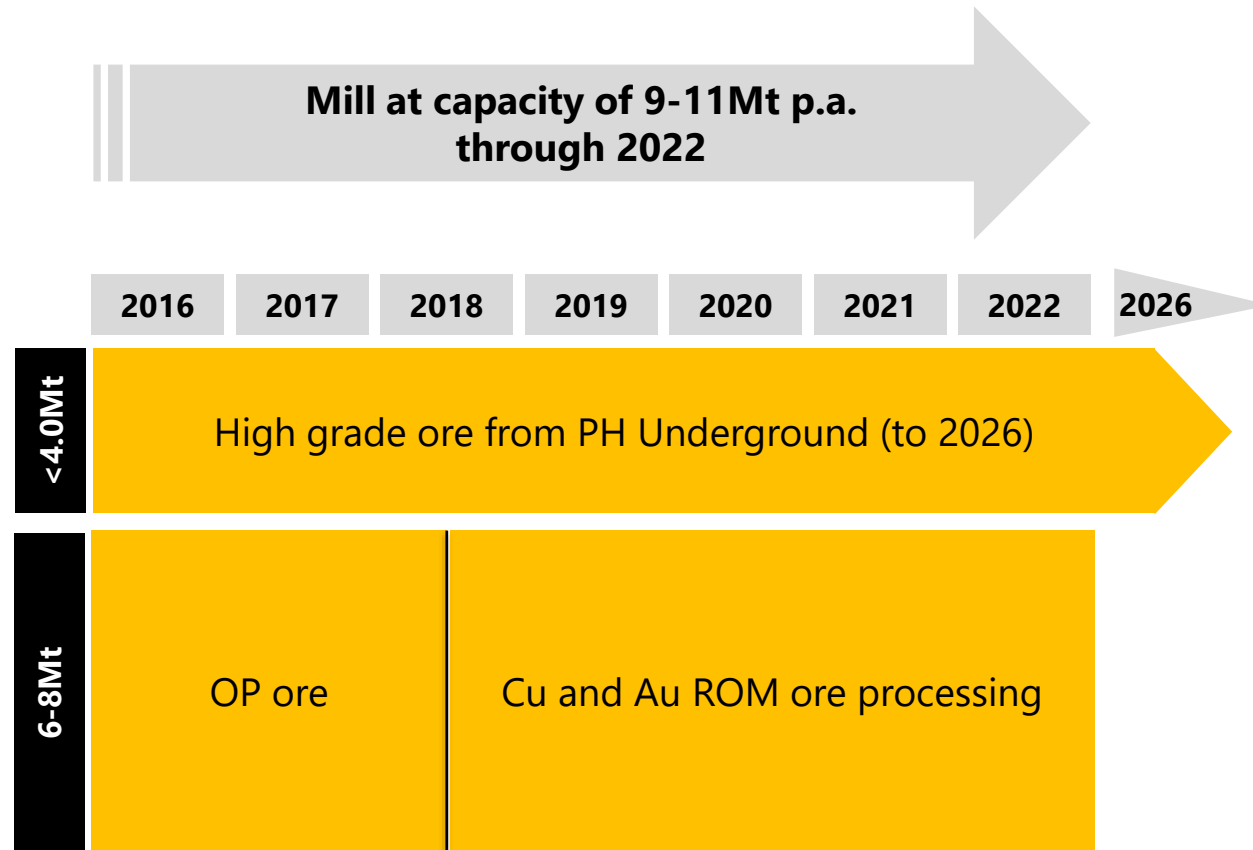 Mill at capacity of 9-11Mt p.a.
through 2022
2016 2017 2018 2019 2020 2021 2022 2026
<4.0Mt
High grade ore from PH Underground (to 2026)
6-8Mt
OP ore
Cu and Au ROM ore processing